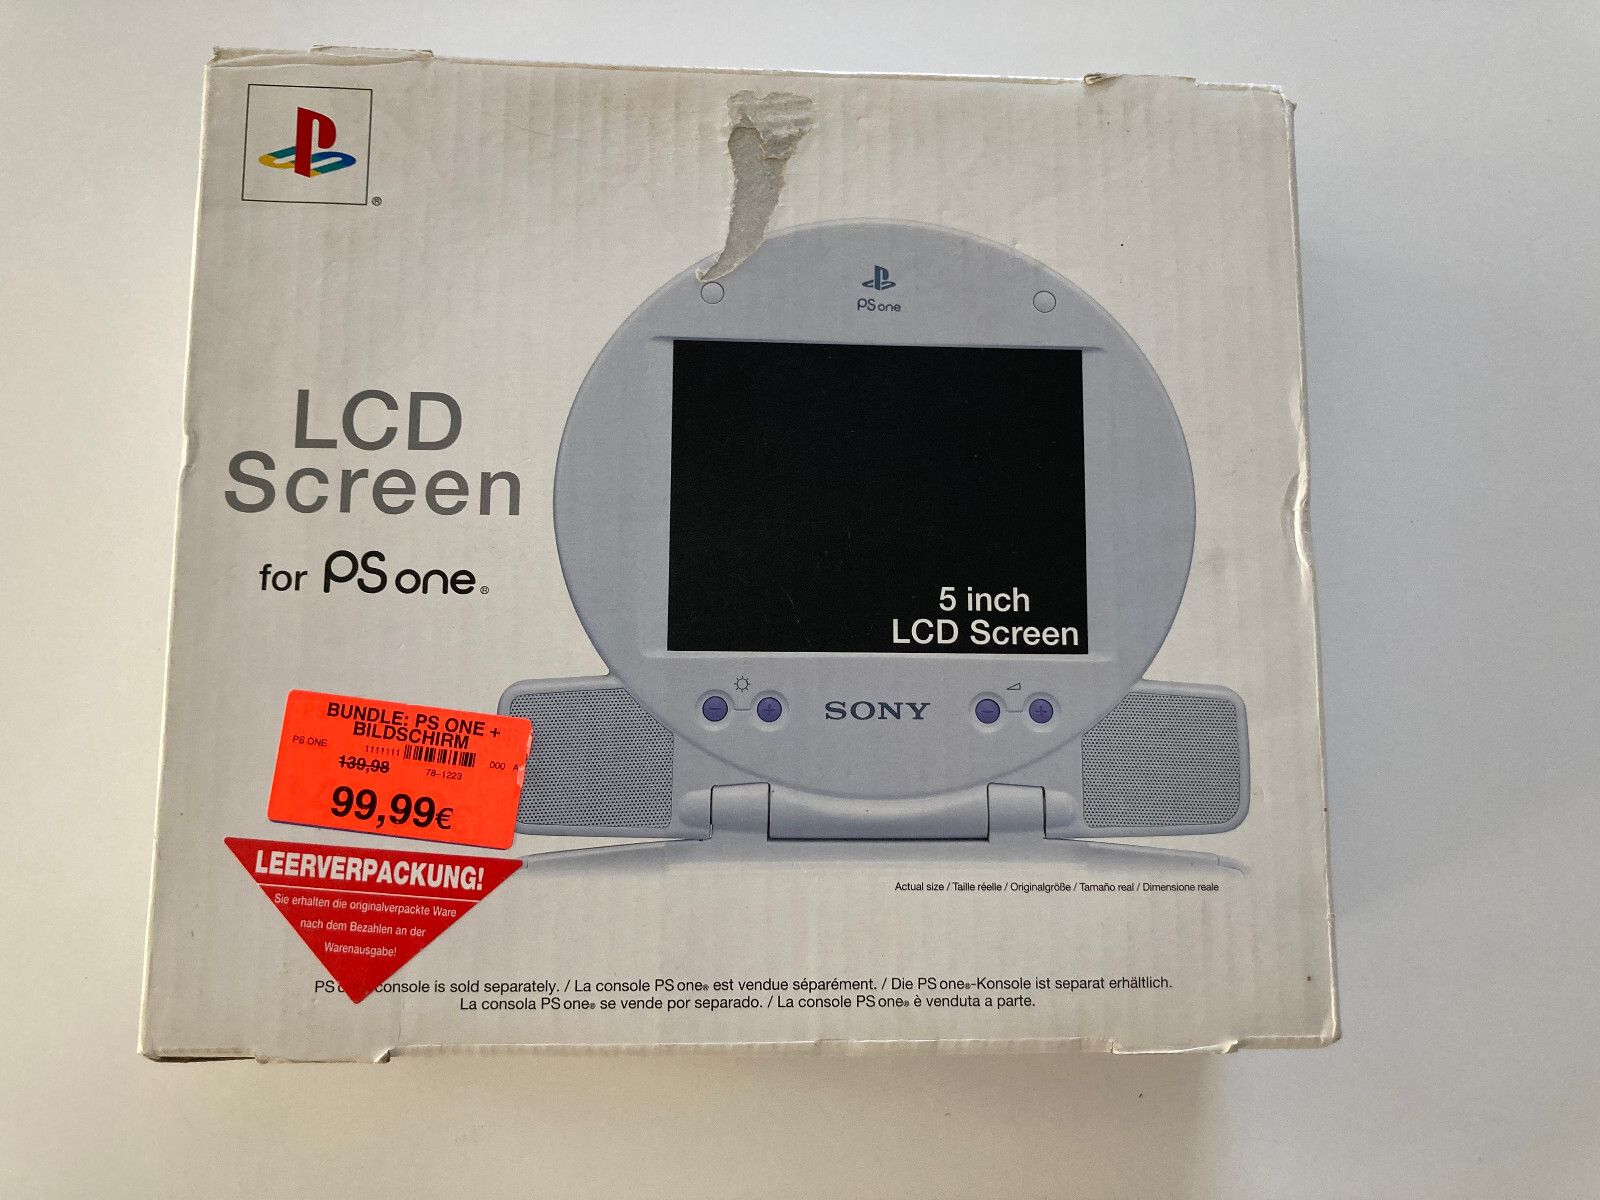 ®
PS one
LCD
Screen
for PS one®
5 inch
LCD Screen
SONY
BUNDLE: PS ONE +
BILDSCHIRM
PS ONE
1111111
000 A
139,98
78-1223
99,99€
LEERVERPACKUNG!
Sie erhalten die originalverpackte Ware
nach dem Bezahlen an der
Warenausgabe!
Actual size / Taille réelle / Originalgröße / Tamaño real / Dimensione reale
PS console is sold separately. / La console PS one® est vendue séparément. / Die PS one®-Konsole ist separat erhältlich.
La consola PS one® se vende por separado. / La console PS one® è venduta a parte.